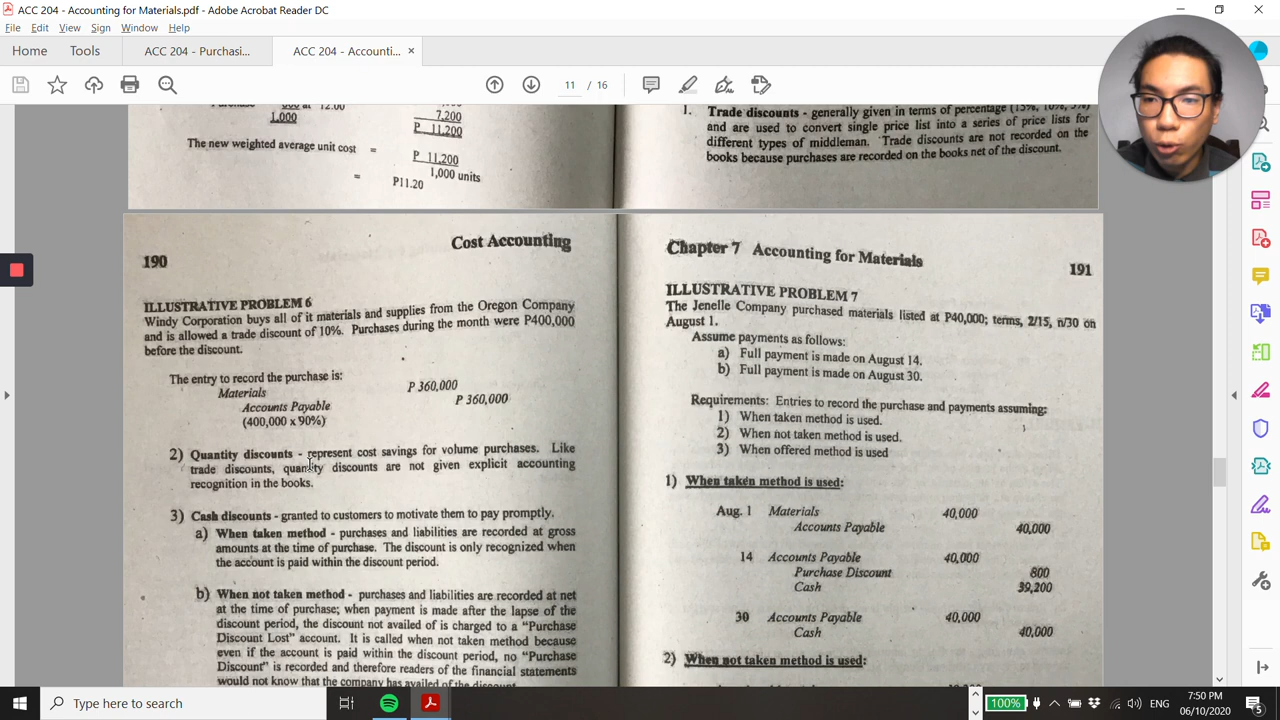 ACC 204 - Accounting for Materials.pdf - Adobe Acrobat Reader DC
File Edit View Sign Window Help
Home Tools ACC 204 - Purchasi... ACC 204 - Accounti... ×
11 / 16
at 12.00
1,000
7,200
P 11,200
The new weighted average unit cost = P 11,200
1,000 units
= P11.20
1. Trade discounts - generally given in terms of percentage (15%, 10%, 5%)
and are used to convert single price list into a series of price lists for
different types of middleman. Trade discounts are not recorded on the
books because purchases are recorded on the books net of the discount.
190
Cost Accounting
ILLUSTRATIVE PROBLEM 6
Windy Corporation buys all of it materials and supplies from the Oregon Company
and is allowed a trade discount of 10%. Purchases during the month were P400,000
before the discount.
The entry to record the purchase is:
Materials P 360,000
Accounts Payable P 360,000
(400,000 x 90%)
2) Quantity discounts - represent cost savings for volume purchases. Like
trade discounts, quantity discounts are not given explicit accounting
recognition in the books.
3) Cash discounts - granted to customers to motivate them to pay promptly.
a) When taken method - purchases and liabilities are recorded at gross
amounts at the time of purchase. The discount is only recognized when
the account is paid within the discount period.
b) When not taken method - purchases and liabilities are recorded at net
at the time of purchase; when payment is made after the lapse of the
discount period, the discount not availed of is charged to a "Purchase
Discount Lost" account. It is called when not taken method because
even if the account is paid within the discount period, no "Purchase
Discount" is recorded and therefore readers of the financial statements
would not know that the company has availed of the discount
Chapter 7 Accounting for Materials
191
ILLUSTRATIVE PROBLEM 7
The Jenelle Company purchased materials listed at P40,000; terms, 2/15, n/30 on
August 1.
Assume payments as follows:
a) Full payment is made on August 14.
b) Full payment is made on August 30.
Requirements: Entries to record the purchase and payments assuming:
1) When taken method is used.
2) When not taken method is used.
3) When offered method is used
1) When taken method is used:
Aug. 1 Materials 40,000
Accounts Payable 40,000
14 Accounts Payable 40,000
Purchase Discount 800
Cash 39,200
30 Accounts Payable 40,000
Cash 40,000
2) When not taken method is used:
Type here to search
100%
ENG
7:50 PM
06/10/2020
5